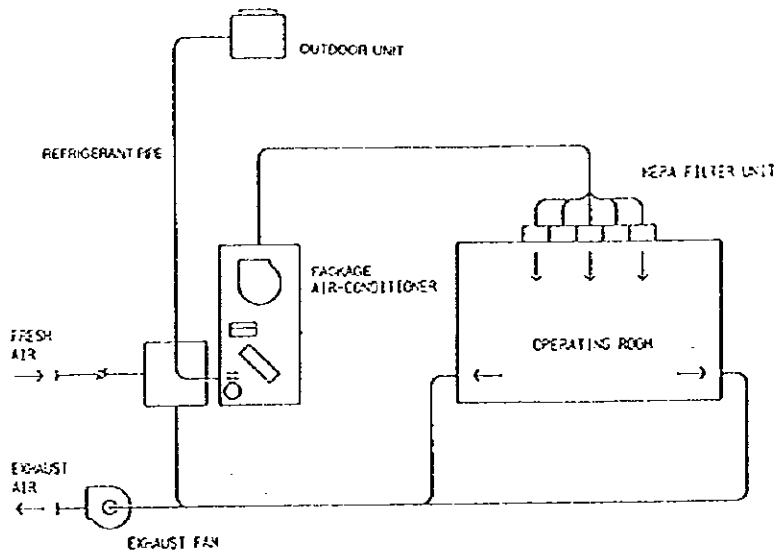 OUTDOOR UNIT
REFRIGERANT PIPE
HEPA FILTER UNIT
PACKAGE
AIR-CONDITIONER
FRESH
AIR
OPERATING ROOM
EXHAUST
AIR
EXHAUST FAN